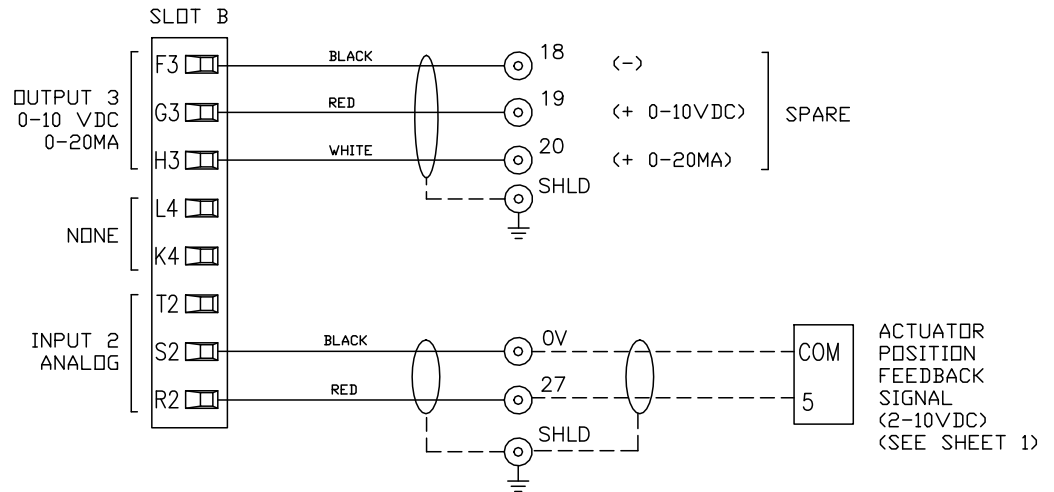 SLOT B
F3
BLACK
18
(-)
OUTPUT 3
0-10 VDC
0-20MA
G3
RED
19
(+ 0-10VDC)
SPARE
H3
WHITE
20
(+ 0-20MA)
SHLD
L4
NONE
K4
T2
INPUT 2
ANALOG
S2
BLACK
0V
COM
R2
RED
27
5
ACTUATOR
POSITION
FEEDBACK
SIGNAL
(2-10VDC)
(SEE SHEET 1)
SHLD